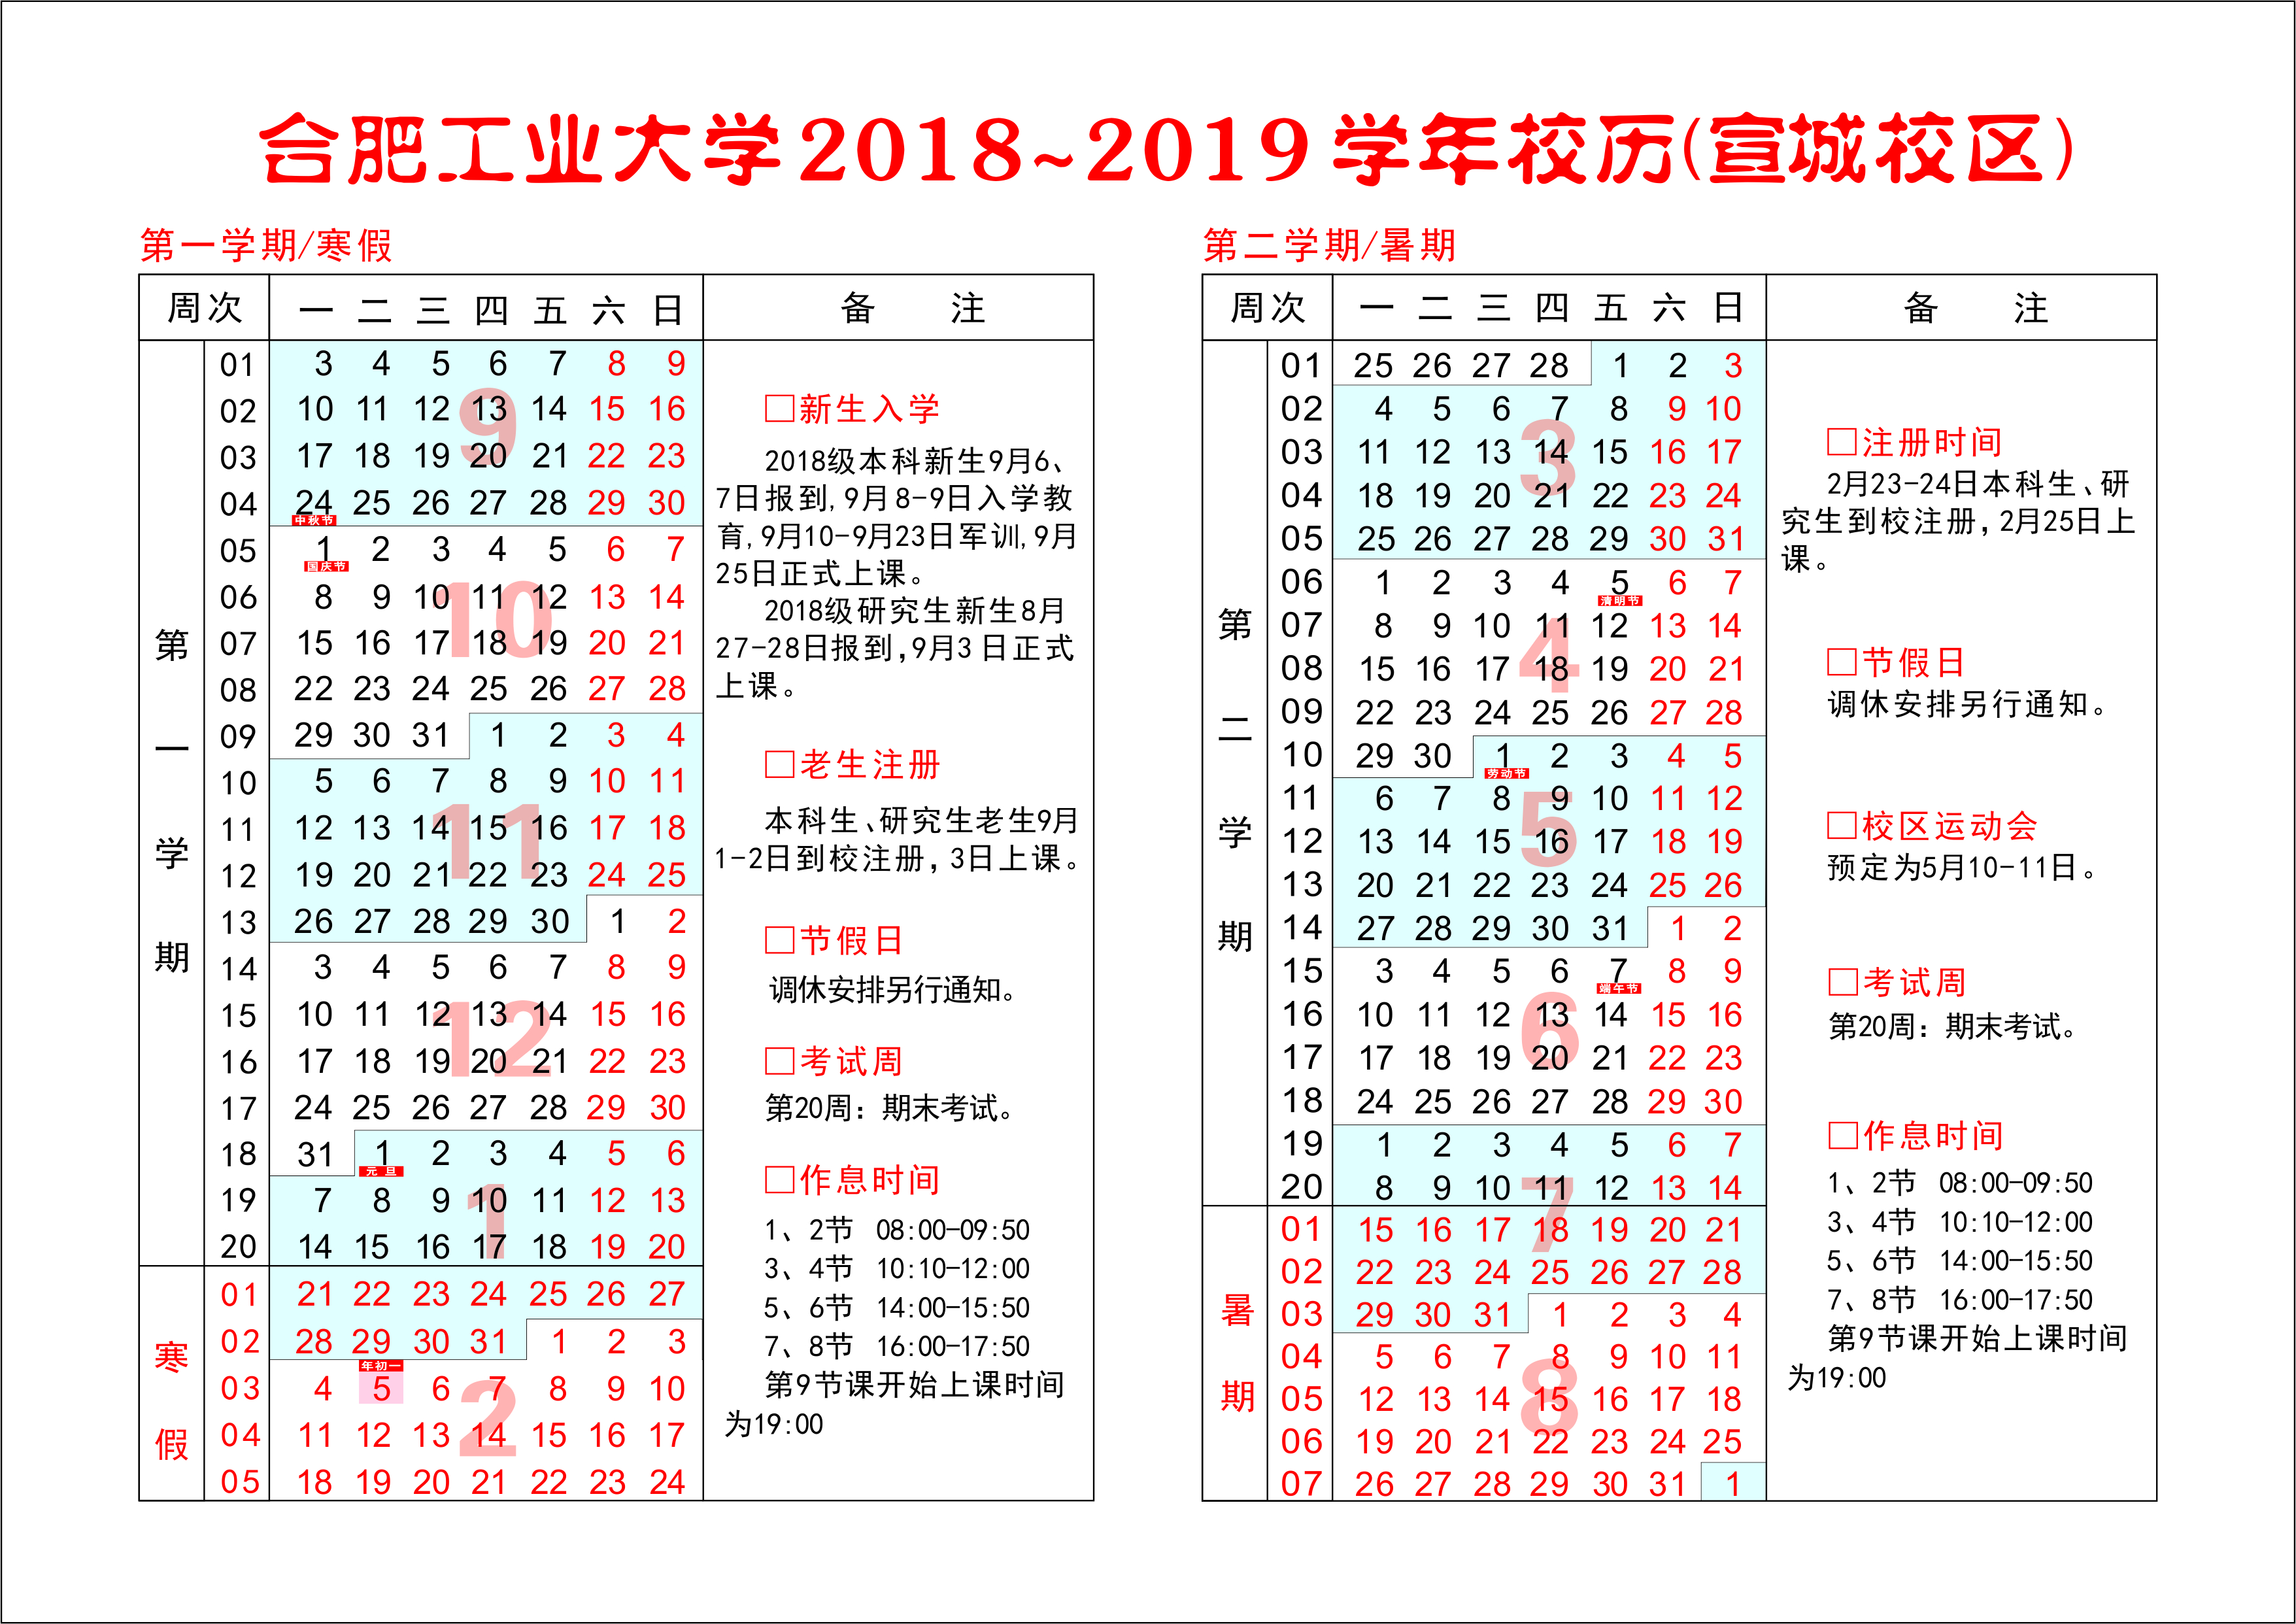 合肥工业大学2018~2019学年校历(宣城校区)
第一学期/寒假
周次 一 二 三 四 五 六 日 备 注
第一学期
01 3 4 5 6 7 8 9
02 10 11 12 13 14 15 16
03 17 18 19 20 21 22 23
04 24 25 26 27 28 29 30
中秋节
9
05 1 2 3 4 5 6 7
国庆节
06 8 9 10 11 12 13 14
07 15 16 17 18 19 20 21
08 22 23 24 25 26 27 28
10
09 29 30 31 1 2 3 4
10 5 6 7 8 9 10 11
11 12 13 14 15 16 17 18
12 19 20 21 22 23 24 25
11
13 26 27 28 29 30 1 2
14 3 4 5 6 7 8 9
15 10 11 12 13 14 15 16
16 17 18 19 20 21 22 23
12
17 24 25 26 27 28 29 30
18 31 1 2 3 4 5 6
元旦
19 7 8 9 10 11 12 13
20 14 15 16 17 18 19 20
1
寒假
01 21 22 23 24 25 26 27
02 28 29 30 31 1 2 3
年初一
03 4 5 6 7 8 9 10
04 11 12 13 14 15 16 17
2
05 18 19 20 21 22 23 24
□新生入学
2018级本科新生9月6、
7日报到,9月8-9日入学教
育,9月10-9月23日军训,9月
25日正式上课。
2018级研究生新生8月
27-28日报到,9月3日正式
上课。
□老生注册
本科生、研究生老生9月
1-2日到校注册,3日上课。
□节假日
调休安排另行通知。
□考试周
第20周：期末考试。
□作息时间
1、2节 08:00-09:50
3、4节 10:10-12:00
5、6节 14:00-15:50
7、8节 16:00-17:50
第9节课开始上课时间
为19:00
第二学期/暑期
周次 一 二 三 四 五 六 日 备 注
第二学期
01 25 26 27 28 1 2 3
02 4 5 6 7 8 9 10
03 11 12 13 14 15 16 17
04 18 19 20 21 22 23 24
3
05 25 26 27 28 29 30 31
06 1 2 3 4 5 6 7
清明节
07 8 9 10 11 12 13 14
08 15 16 17 18 19 20 21
4
09 22 23 24 25 26 27 28
10 29 30 1 2 3 4 5
劳动节
11 6 7 8 9 10 11 12
12 13 14 15 16 17 18 19
5
13 20 21 22 23 24 25 26
14 27 28 29 30 31 1 2
15 3 4 5 6 7 8 9
端午节
16 10 11 12 13 14 15 16
17 17 18 19 20 21 22 23
6
18 24 25 26 27 28 29 30
19 1 2 3 4 5 6 7
20 8 9 10 11 12 13 14
7
暑期
01 15 16 17 18 19 20 21
02 22 23 24 25 26 27 28
03 29 30 31 1 2 3 4
04 5 6 7 8 9 10 11
05 12 13 14 15 16 17 18
8
06 19 20 21 22 23 24 25
07 26 27 28 29 30 31 1
□注册时间
2月23-24日本科生、研
究生到校注册,2月25日上
课。
□节假日
调休安排另行通知。
□校区运动会
预定为5月10-11日。
□考试周
第20周：期末考试。
□作息时间
1、2节 08:00-09:50
3、4节 10:10-12:00
5、6节 14:00-15:50
7、8节 16:00-17:50
第9节课开始上课时间
为19:00